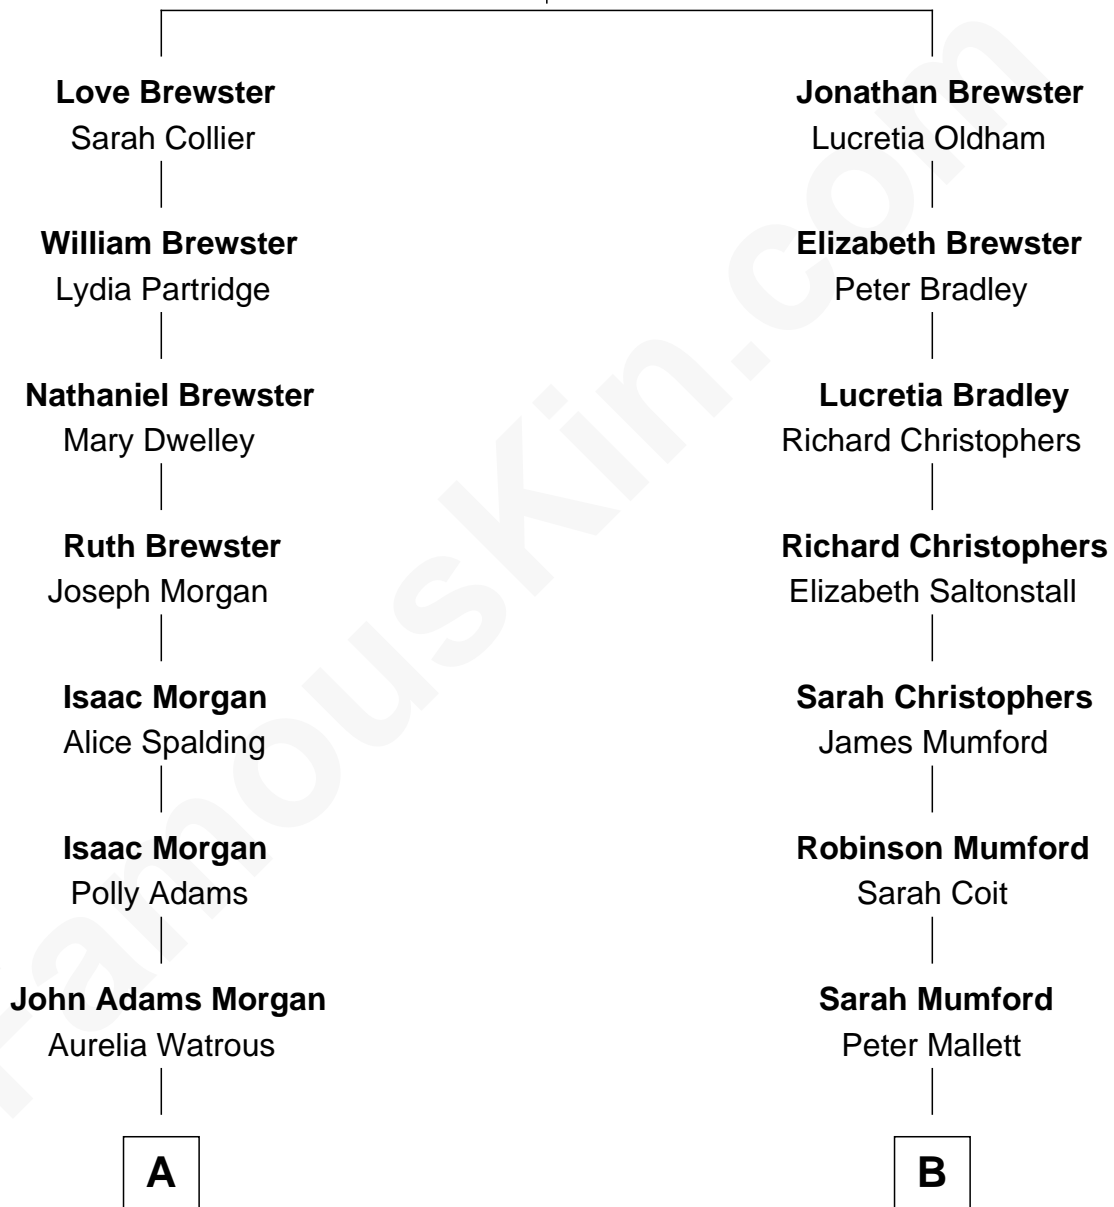 Love Brewster
Sarah Collier
William Brewster
Lydia Partridge
Nathaniel Brewster
Mary Dwelley
Ruth Brewster
Joseph Morgan
Isaac Morgan
Alice Spalding
Isaac Morgan
Polly Adams
John Adams Morgan
Aurelia Watrous
A
Jonathan Brewster
Lucretia Oldham
Elizabeth Brewster
Peter Bradley
Lucretia Bradley
Richard Christophers
Richard Christophers
Elizabeth Saltonstall
Sarah Christophers
James Mumford
Robinson Mumford
Sarah Coit
Sarah Mumford
Peter Mallett
B
FamousKin.com